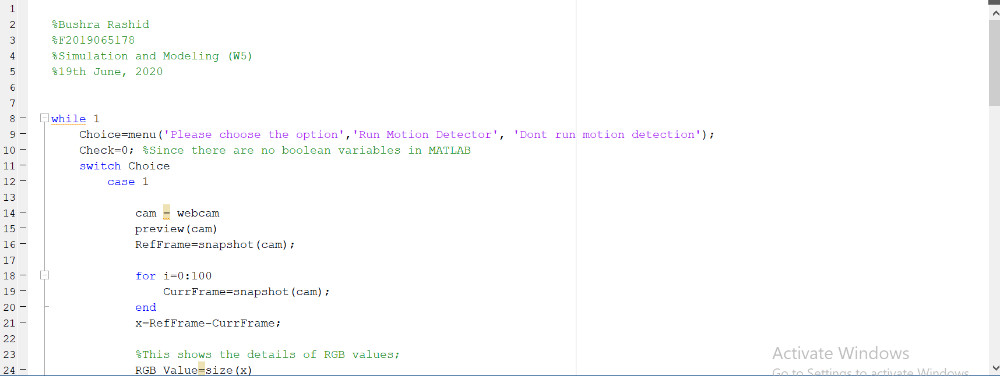 1
2 %Bushra Rashid
3 %F2019065178
4 %Simulation and Modeling (W5)
5 %19th June, 2020
6
7
8 while 1
9 Choice=menu('Please choose the option','Run Motion Detector', 'Dont run motion detection');
10 Check=0; %Since there are no boolean variables in MATLAB
11 switch Choice
12 case 1
13
14 cam = webcam
15 preview(cam)
16 RefFrame=snapshot(cam);
17
18 for i=0:100
19 CurrFrame=snapshot(cam);
20 end
21 x=RefFrame-CurrFrame;
22
23 %This shows the details of RGB values;
24 RGB_Value=size(x)
Activate Windows
Go to Settings to activate Windows.